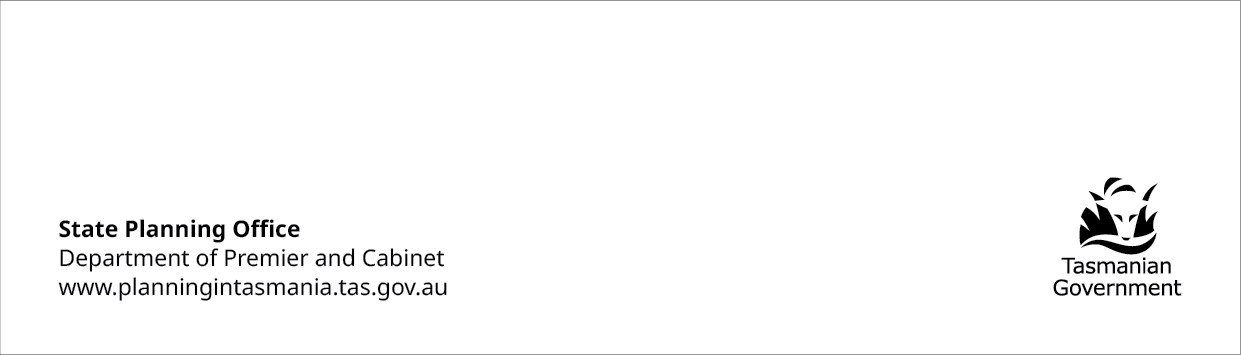 State Planning Office
Department of Premier and Cabinet
www.planningintasmania.tas.gov.au
Tasmanian
Government